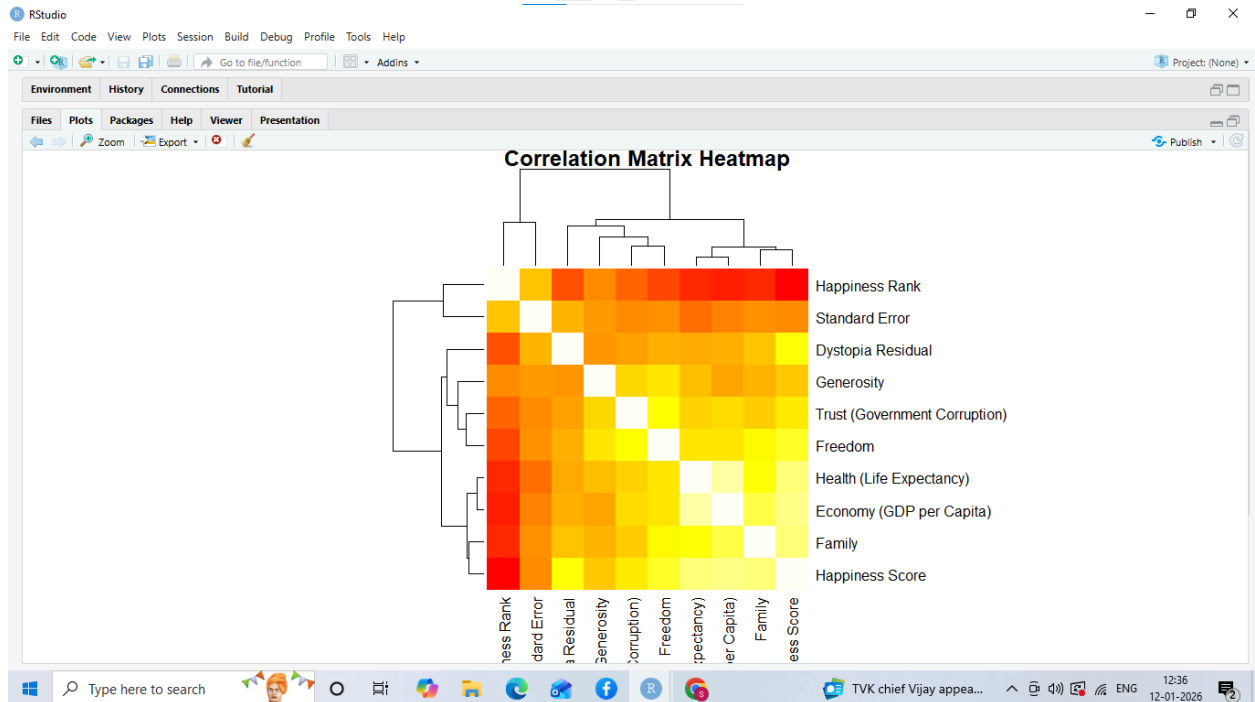 R RStudio
File Edit Code View Plots Session Build Debug Profile Tools Help
Go to file/function Addins R Project: (None)
Environment History Connections Tutorial
Files Plots Packages Help Viewer Presentation
Zoom Export Publish
Correlation Matrix Heatmap
Happiness Rank
Standard Error
Dystopia Residual
Generosity
Trust (Government Corruption)
Freedom
Health (Life Expectancy)
Economy (GDP per Capita)
Family
Happiness Score
ness Rank
dard Error
a Residual
Generosity
orruption)
Freedom
pectancy)
er Capita)
Family
ess Score
Type here to search R S TVK chief Vijay appea... ENG 12:36
12-01-2026 2